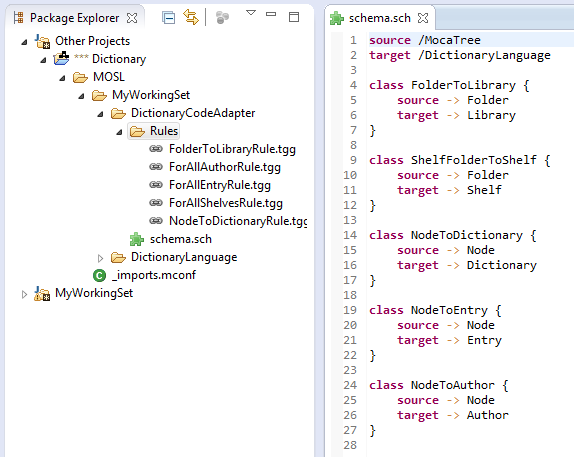 Package Explorer
Other Projects
*** Dictionary
MOSL
MyWorkingSet
DictionaryCodeAdapter
Rules
FolderToLibraryRule.tgg
ForAllAuthorRule.tgg
ForAllEntryRule.tgg
ForAllShelvesRule.tgg
NodeToDictionaryRule.tgg
schema.sch
DictionaryLanguage
_imports.mconf
MyWorkingSet
schema.sch
1 source /MocaTree
2 target /DictionaryLanguage
3
4 class FolderToLibrary {
5 source -> Folder
6 target -> Library
7 }
8
9 class ShelfFolderToShelf {
10 source -> Folder
11 target -> Shelf
12 }
13
14 class NodeToDictionary {
15 source -> Node
16 target -> Dictionary
17 }
18
19 class NodeToEntry {
20 source -> Node
21 target -> Entry
22 }
23
24 class NodeToAuthor {
25 source -> Node
26 target -> Author
27 }
28